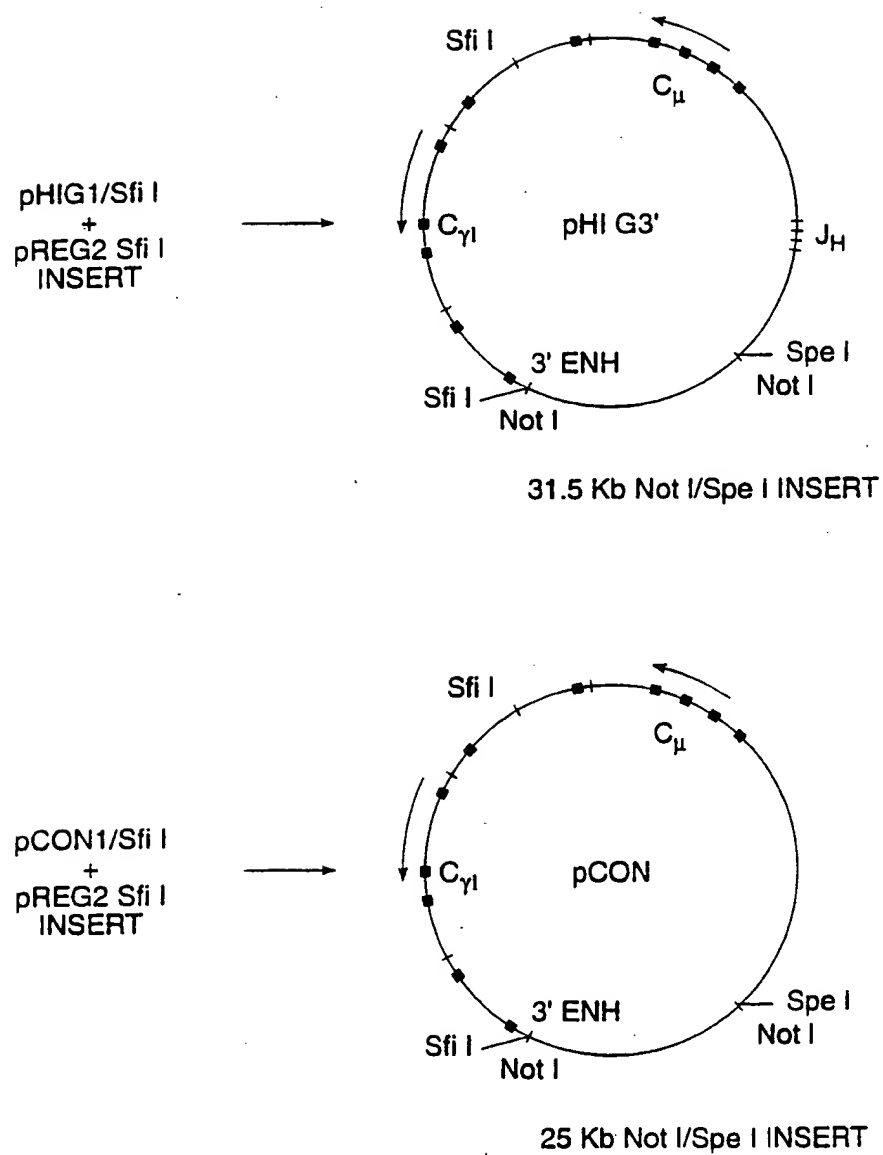 Sfi I
Cμ
pHIG1/Sfi I
+
pREG2 Sfi I
INSERT
CγI
pHI G3'
JH
3' ENH
Spe I
Sfi I
Not I
Not I
31.5 Kb Not I/Spe I INSERT
Sfi I
Cμ
pCON1/Sfi I
+
pREG2 Sfi I
INSERT
CγI
pCON
3' ENH
Spe I
Sfi I
Not I
Not I
25 Kb Not I/Spe I INSERT